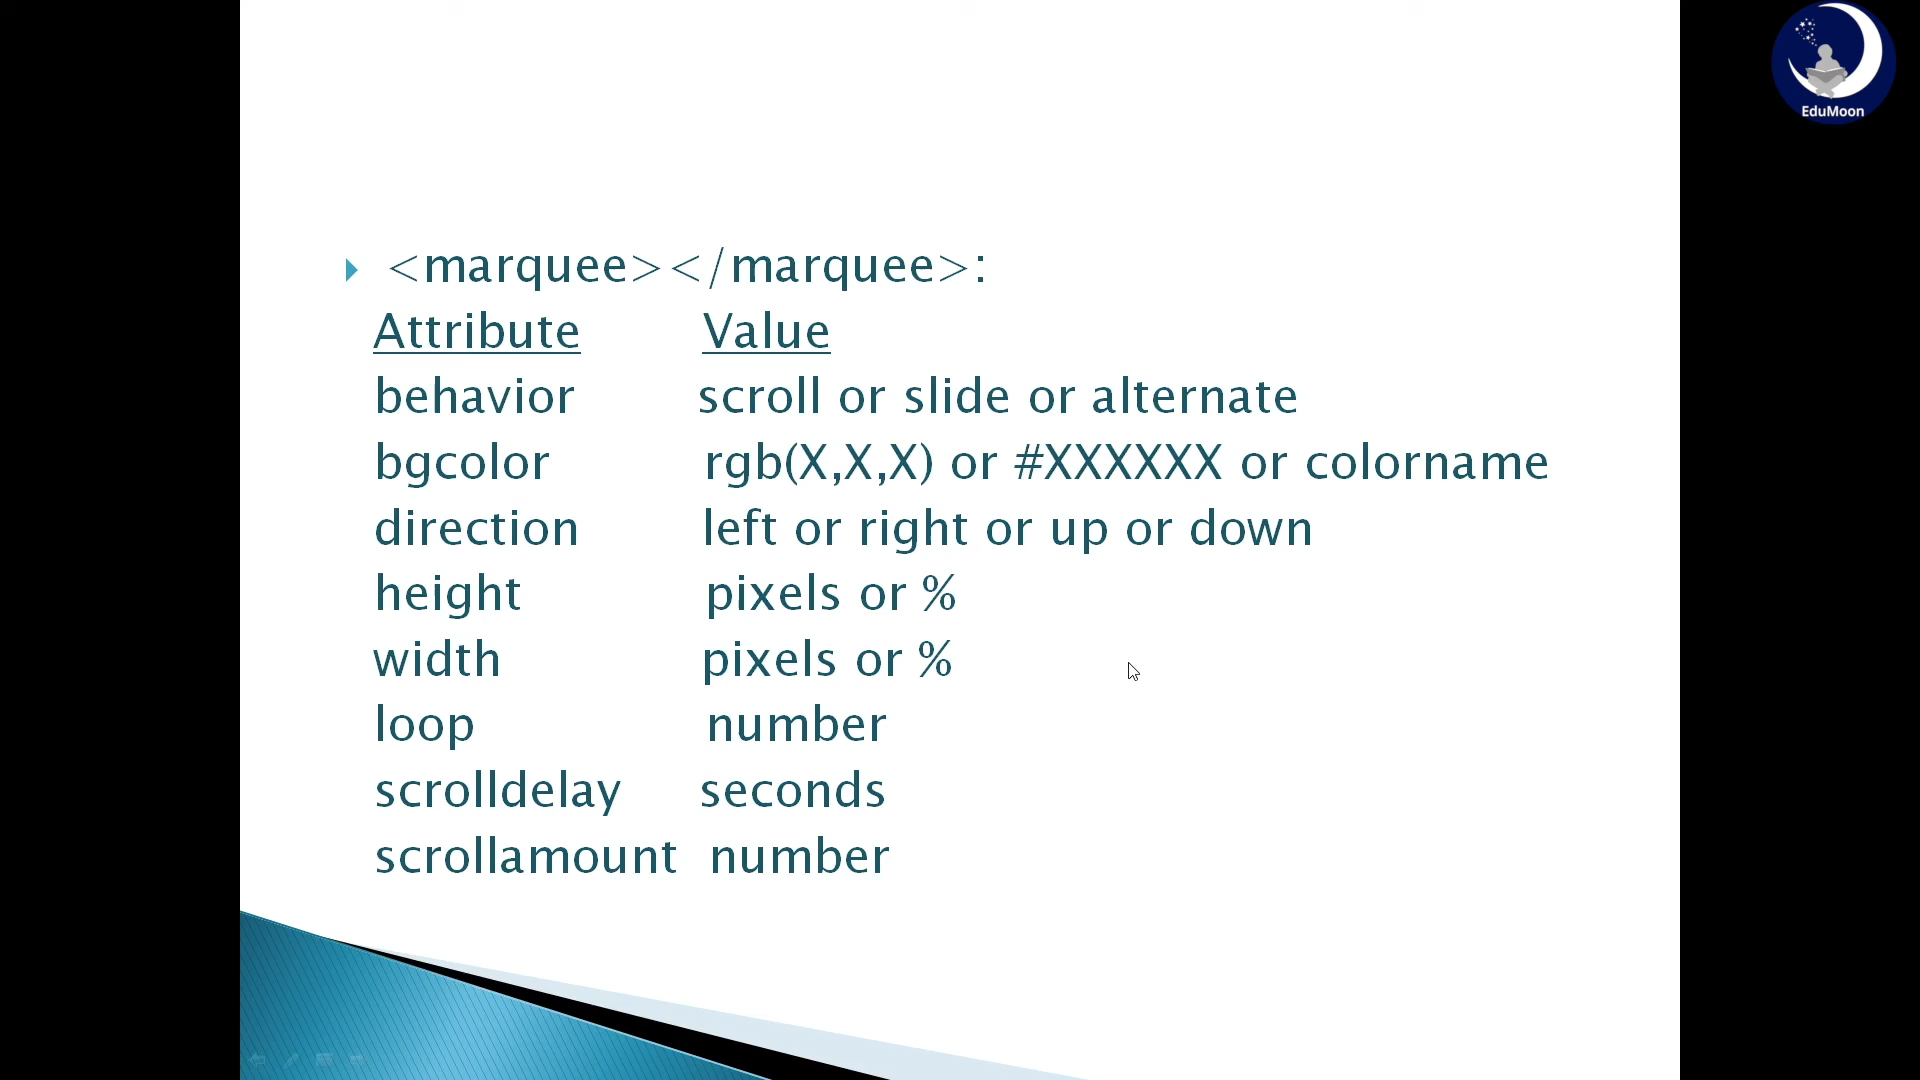 EduMoon
<marquee></marquee>:
Attribute Value
behavior scroll or slide or alternate
bgcolor rgb(X,X,X) or #XXXXXX or colorname
direction left or right or up or down
height pixels or %
width pixels or %
loop number
scrolldelay seconds
scrollamount number